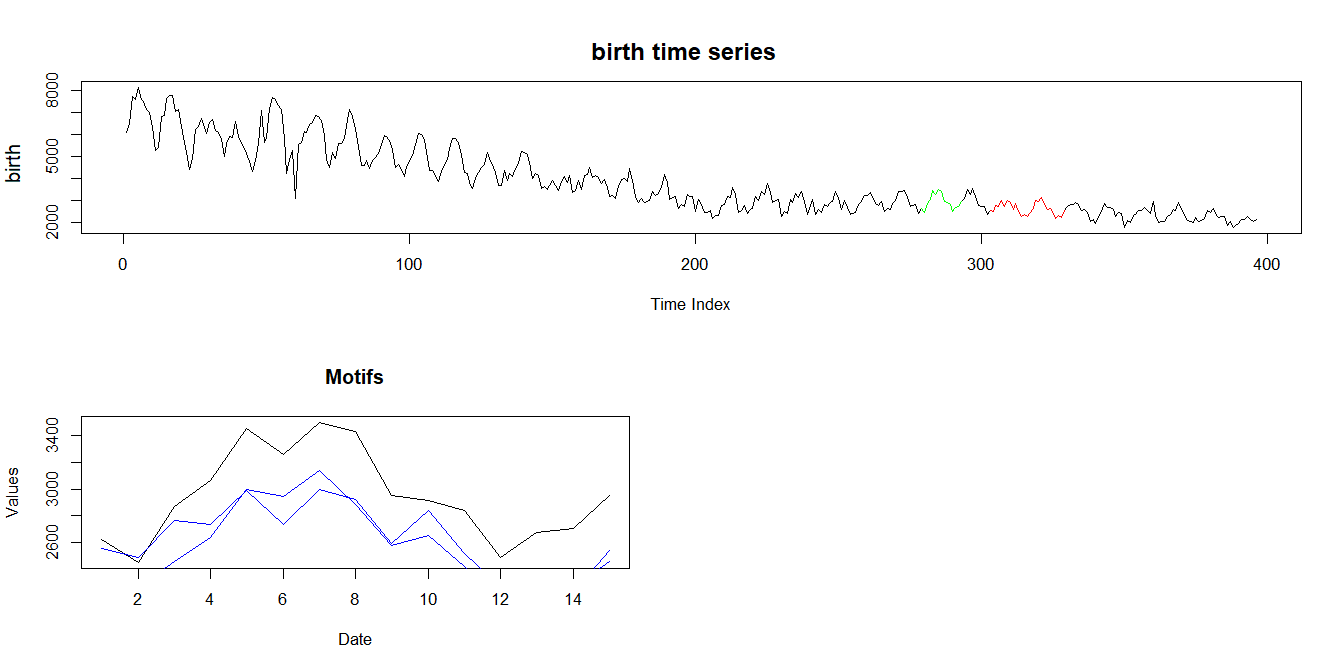 birth time series
8000
5000
2000
birth
0 100 200 300 400
Time Index
Motifs
3400
3000
2600
Values
2 4 6 8 10 12 14
Date